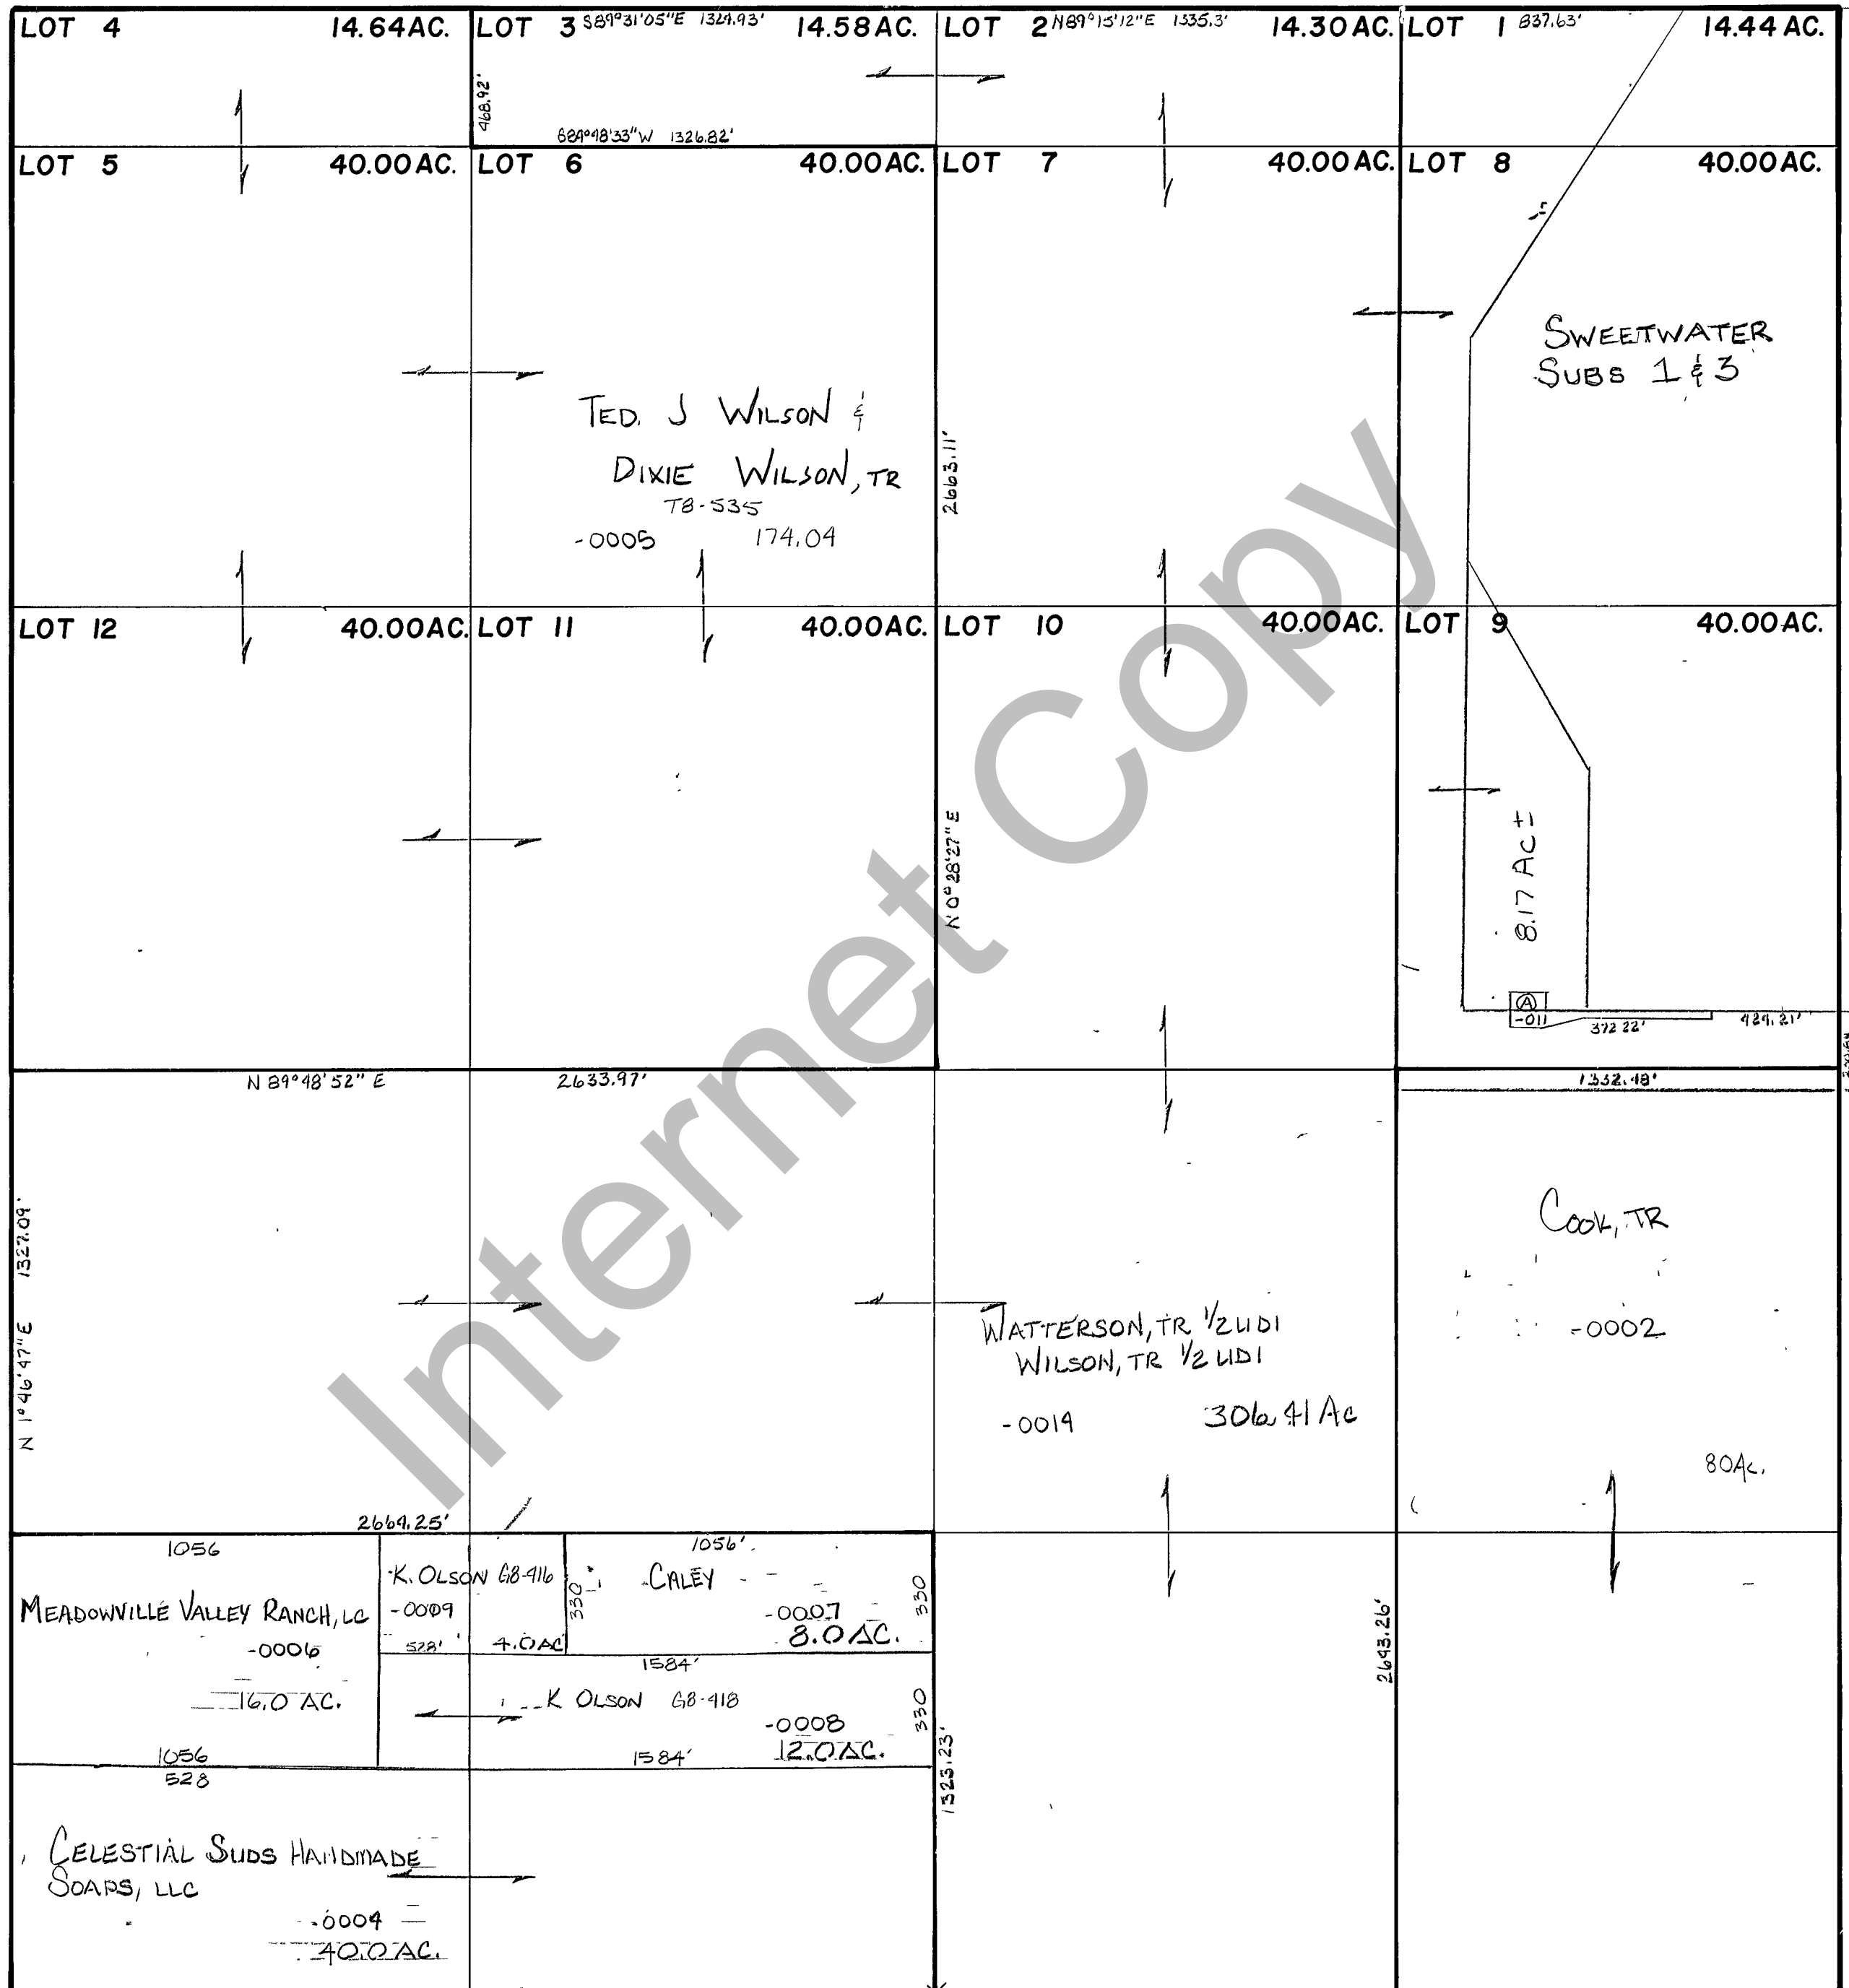 LOT 4 14.64AC.
LOT 3 S89°31'05"E 1324.93' 14.58AC.
LOT 2 N89°15'12"E 1335.3' 14.30AC.
LOT 1 837.63' 14.44AC.
468.92'
1326.82'
LOT 5 40.00AC.
LOT 6 40.00AC.
LOT 7 40.00AC.
LOT 8 40.00AC.
SWEETWATER
SUBS 1 & 3
TED. J WILSON &
DIXIE WILSON, TR
T8-535
-0005 174.04
2663.11'
LOT 12 40.00AC.
LOT 11 40.00AC.
LOT 10 40.00AC.
LOT 9 40.00AC.
N 0°28'27" E
8.17 AC±
A
-011
372 22'
424.21'
N 89°48'52" E 2633.97'
1332.48'
N 1°46'47"E 1327.09'
COOK, TR
-0002
80Ac.
WATTERSON, TR 1/2 UDI
WILSON, TR 1/2 UDI
-0014 306.41 Ac
2664.25'
1056
MEADOWVILLE VALLEY RANCH, LC
-0006
16.0 AC.
1056
K. OLSON G8-416
-0009
528' 4.0AC
1056'
330
CALEY
330
-0007
8.0 AC.
1584'
K OLSON G8-418
330
-0008
12.0 AC.
1584'
2643.26'
1323.23'
528
CELESTIAL SUDS HANDMADE
SOAPS, LLC
-0004
40.0 AC.
Internet Copy